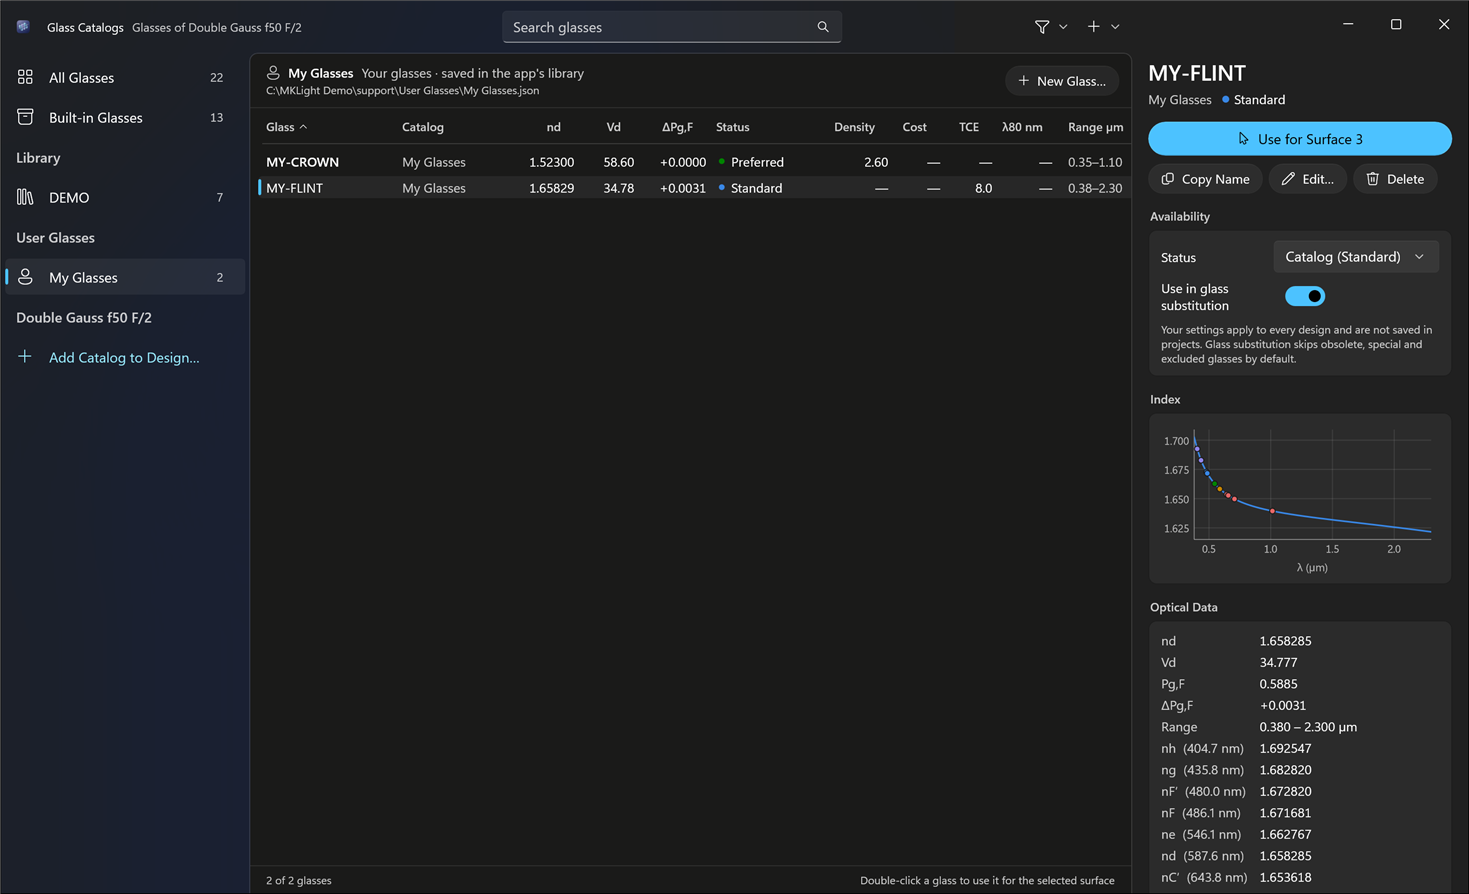 Glass Catalogs Glasses of Double Gauss f50 F/2
Search glasses
All Glasses 22
Built-in Glasses 13
Library
DEMO 7
User Glasses
My Glasses 2
Double Gauss f50 F/2
Add Catalog to Design...
My Glasses Your glasses · saved in the app's library
C:\MKLight Demo\support\User Glasses\My Glasses.json
New Glass...
Glass Catalog nd Vd ΔPg,F Status Density Cost TCE λ80 nm Range µm
MY-CROWN My Glasses 1.52300 58.60 +0.0000 Preferred 2.60 — — — 0.35–1.10
MY-FLINT My Glasses 1.65829 34.78 +0.0031 Standard — — 8.0 — 0.38–2.30
2 of 2 glasses
Double-click a glass to use it for the selected surface
MY-FLINT
My Glasses Standard
Use for Surface 3
Copy Name Edit... Delete
Availability
Status Catalog (Standard)
Use in glass
substitution
Your settings apply to every design and are not saved in
projects. Glass substitution skips obsolete, special and
excluded glasses by default.
Index
1.700
1.675
1.650
1.625
0.5 1.0 1.5 2.0
λ (µm)
Optical Data
nd 1.658285
Vd 34.777
Pg,F 0.5885
ΔPg,F +0.0031
Range 0.380 – 2.300 µm
nh (404.7 nm) 1.692547
ng (435.8 nm) 1.682820
nF' (480.0 nm) 1.672820
nF (486.1 nm) 1.671681
ne (546.1 nm) 1.662767
nd (587.6 nm) 1.658285
nC' (643.8 nm) 1.653618